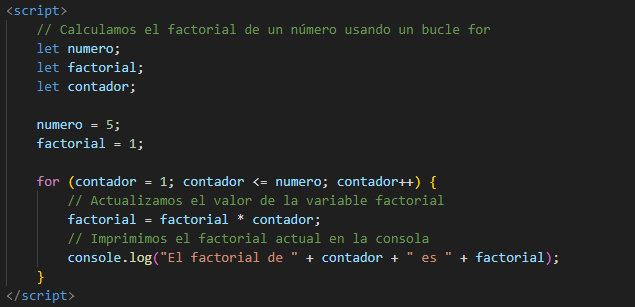 <script>
// Calculamos el factorial de un número usando un bucle for
let numero;
let factorial;
let contador;
numero = 5;
factorial = 1;
for (contador = 1; contador <= numero; contador++) {
// Actualizamos el valor de la variable factorial
factorial = factorial * contador;
// Imprimimos el factorial actual en la consola
console.log("El factorial de " + contador + " es " + factorial);
}
</script>